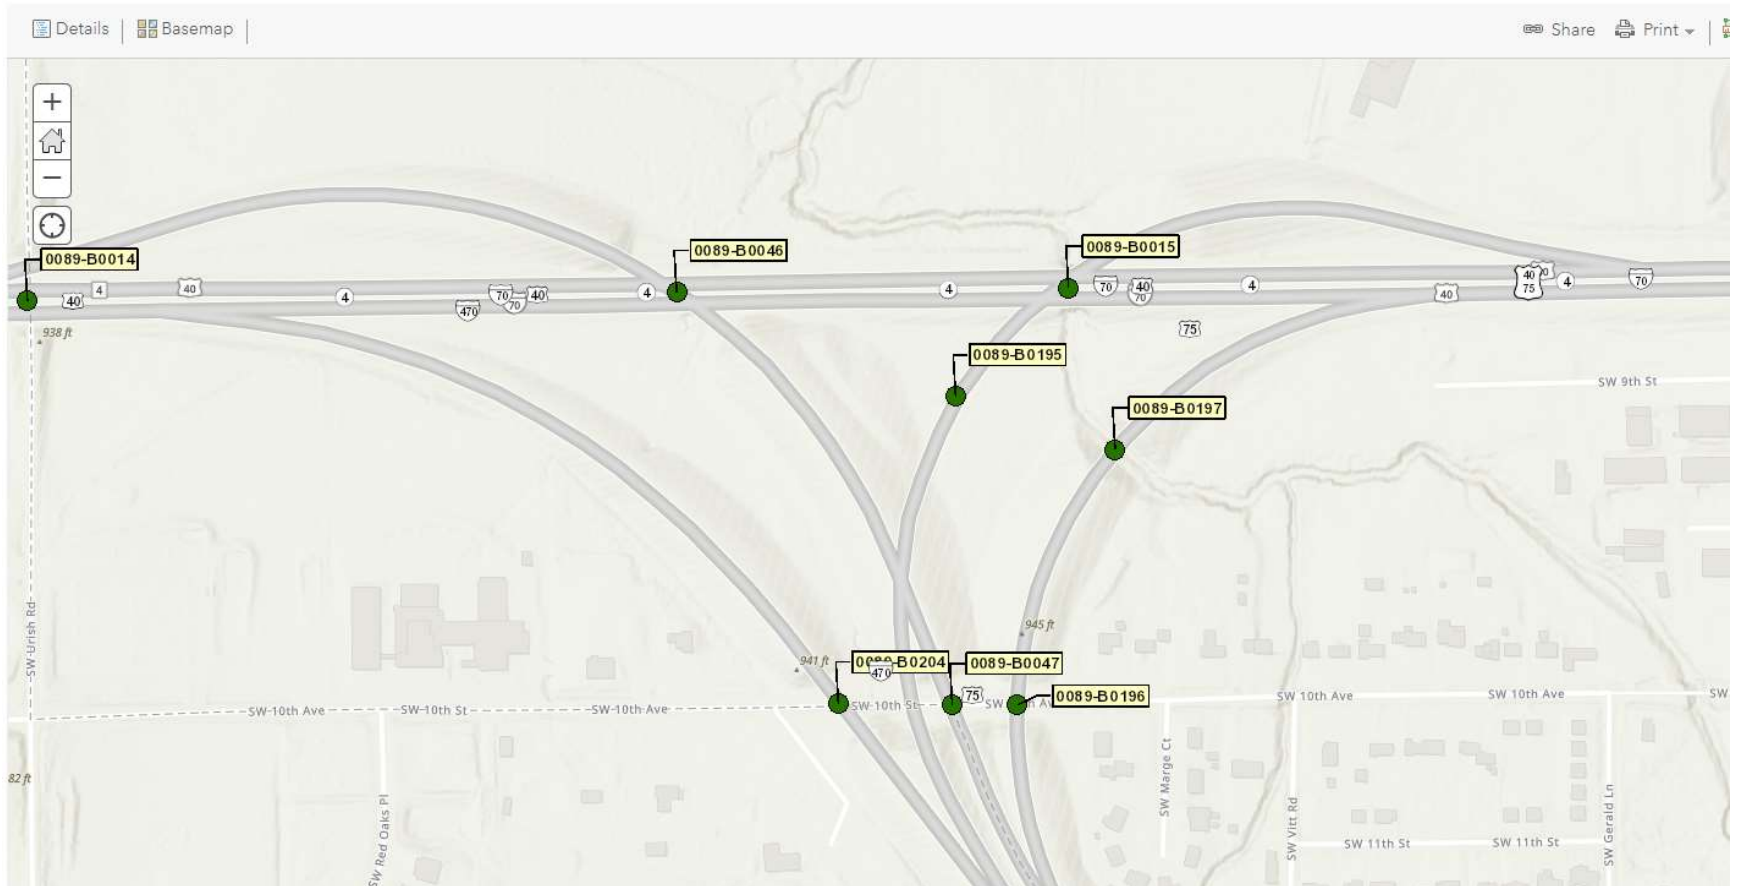 Details
Basemap
Share
Print
+
−
0089-B0014
0089-B0046
0089-B0015
40
4
40
4
470
70
70
40
4
4
70
40
70
4
75
40
40
75
4
70
938 ft
0089-B0195
SW 9th St
0089-B0197
SW Urish Rd
945 ft
941 ft
0089-B0204
470
0089-B0047
75
0089-B0196
SW 10th Ave
SW 10th St
SW 10th Ave
SW 10th St
SW
SW 10th Ave
SW 10th Ave
SW
82 ft
SW Red Oaks Pl
SW Marge Ct
SW Vitt Rd
SW Gerald Ln
SW 11th St
SW 11th St